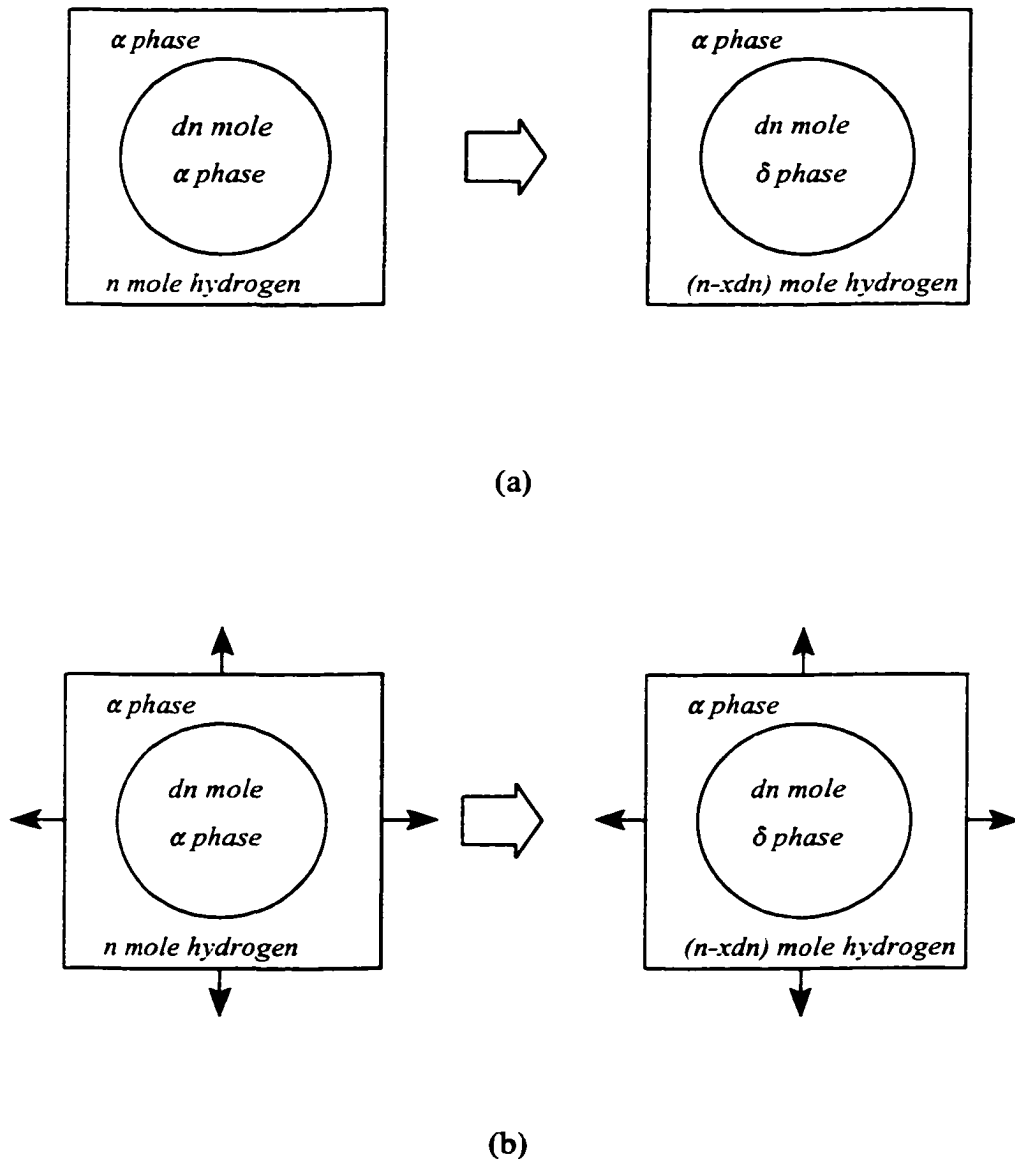 α phase
dn mole
α phase
n mole hydrogen
α phase
dn mole
δ phase
(n-xdn) mole hydrogen
(a)
α phase
dn mole
α phase
n mole hydrogen
α phase
dn mole
δ phase
(n-xdn) mole hydrogen
(b)